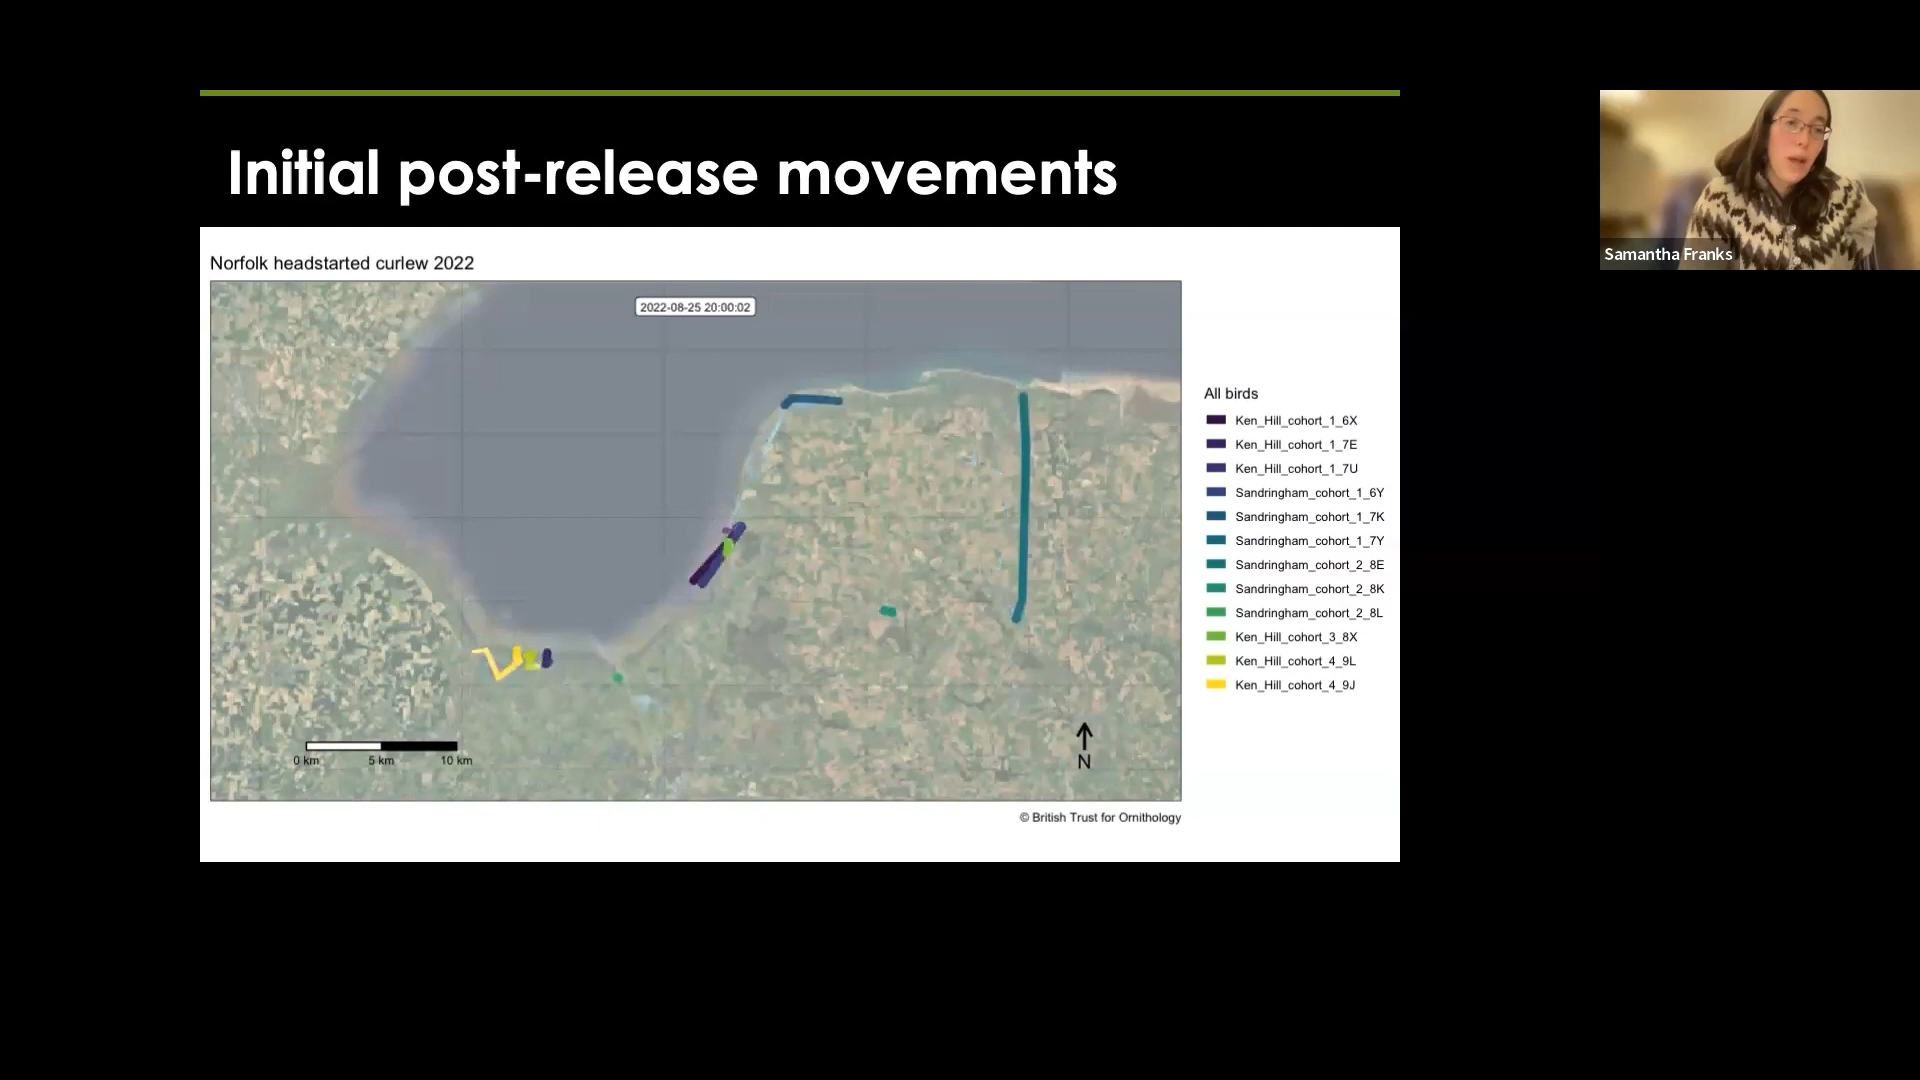 Initial post-release movements
Samantha Franks
Norfolk headstarted curlew 2022
2022-08-25 20:00:02
All birds
Ken_Hill_cohort_1_6X
Ken_Hill_cohort_1_7E
Ken_Hill_cohort_1_7U
Sandringham_cohort_1_6Y
Sandringham_cohort_1_7K
Sandringham_cohort_1_7Y
Sandringham_cohort_2_8E
Sandringham_cohort_2_8K
Sandringham_cohort_2_8L
Ken_Hill_cohort_3_8X
Ken_Hill_cohort_4_9L
Ken_Hill_cohort_4_9J
0 km 5 km 10 km
N
© British Trust for Ornithology